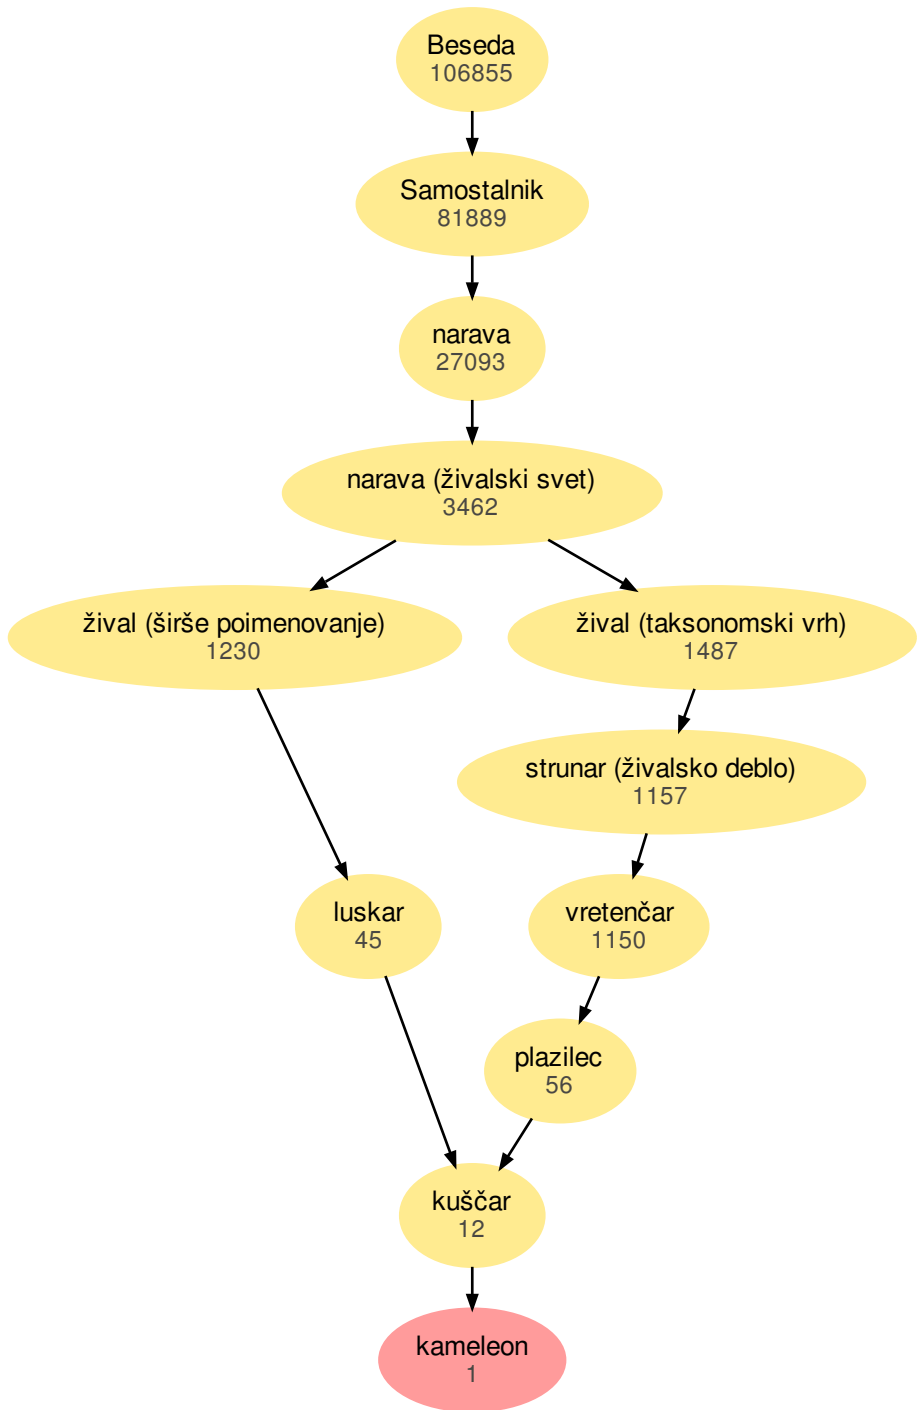 Beseda
106855
Samostalnik
81889
narava
27093
narava (živalski svet)
3462
žival (širše poimenovanje)
1230
žival (taksonomski vrh)
1487
strunar (živalsko deblo)
1157
luskar
45
vretenčar
1150
plazilec
56
kuščar
12
kameleon
1